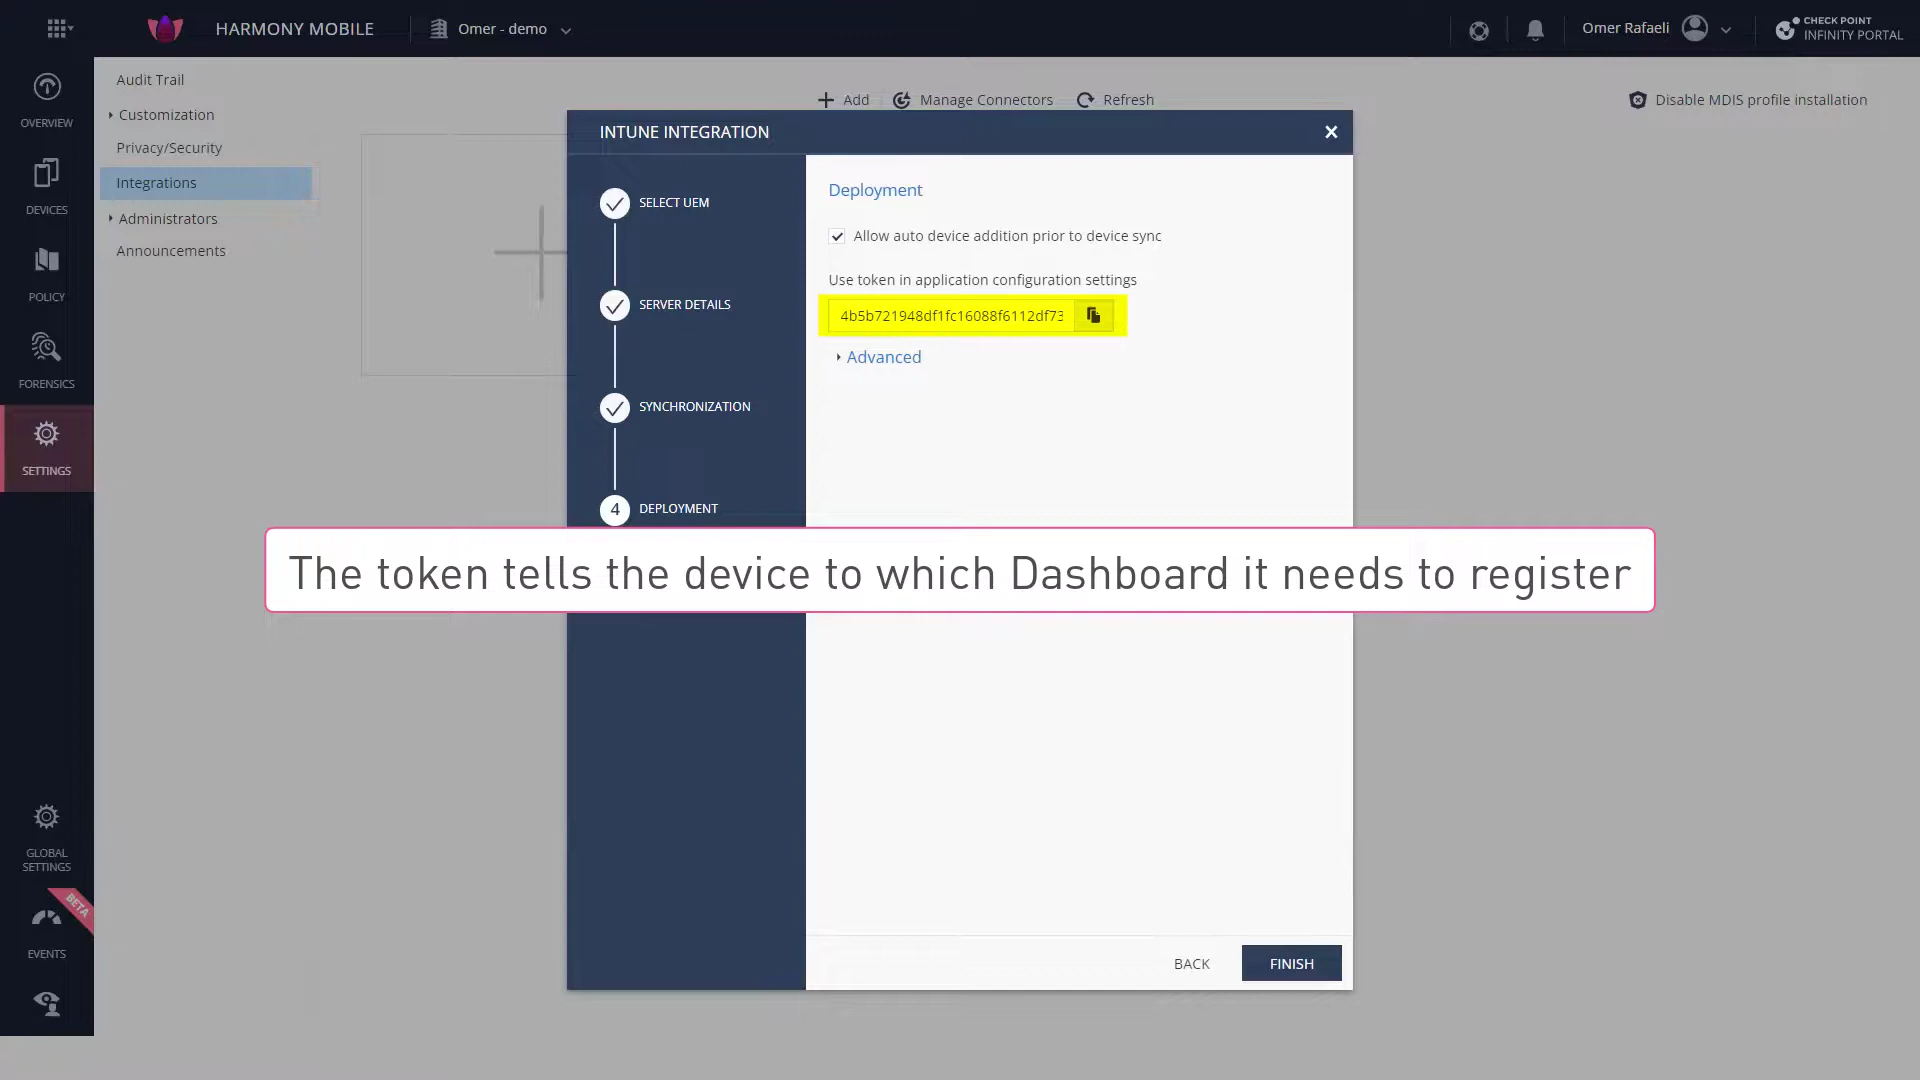 HARMONY MOBILE
Omer - demo
Omer Rafaeli
CHECK POINT
INFINITY PORTAL
OVERVIEW
DEVICES
POLICY
FORENSICS
SETTINGS
GLOBAL
SETTINGS
BETA
EVENTS
Audit Trail
Customization
Privacy/Security
Integrations
Administrators
Announcements
Add
Manage Connectors
Refresh
Disable MDIS profile installation
INTUNE INTEGRATION
SELECT UEM
SERVER DETAILS
SYNCHRONIZATION
4 DEPLOYMENT
Deployment
Allow auto device addition prior to device sync
Use token in application configuration settings
4b5b721948df1fc16088f6112df73
Advanced
The token tells the device to which Dashboard it needs to register
BACK
FINISH